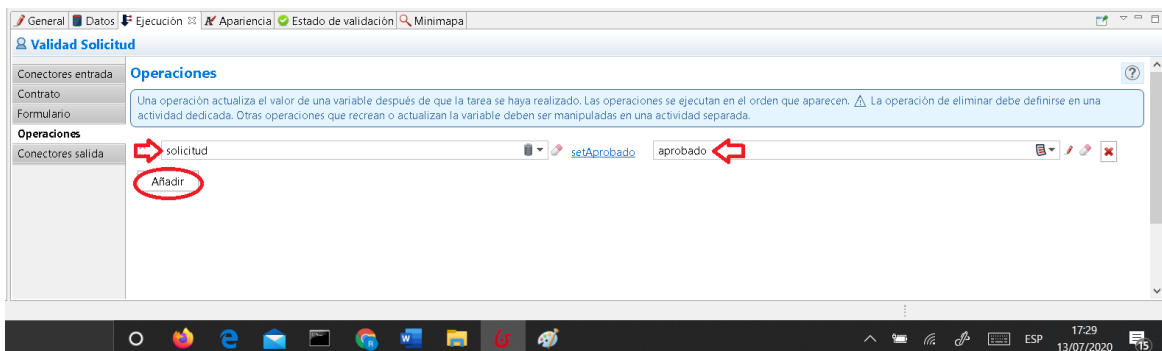 General Datos Ejecución Apariencia Estado de validación Minimapa
Validad Solicitud
Conectores entrada
Contrato
Formulario
Operaciones
Conectores salida
Operaciones
Una operación actualiza el valor de una variable después de que la tarea se haya realizado. Las operaciones se ejecutan en el orden que aparecen. ⚠ La operación de eliminar debe definirse en una
actividad dedicada. Otras operaciones que recrean o actualizan la variable deben ser manipuladas en una actividad separada.
solicitud setAprobado aprobado
Añadir
ESP
17:29
13/07/2020
15